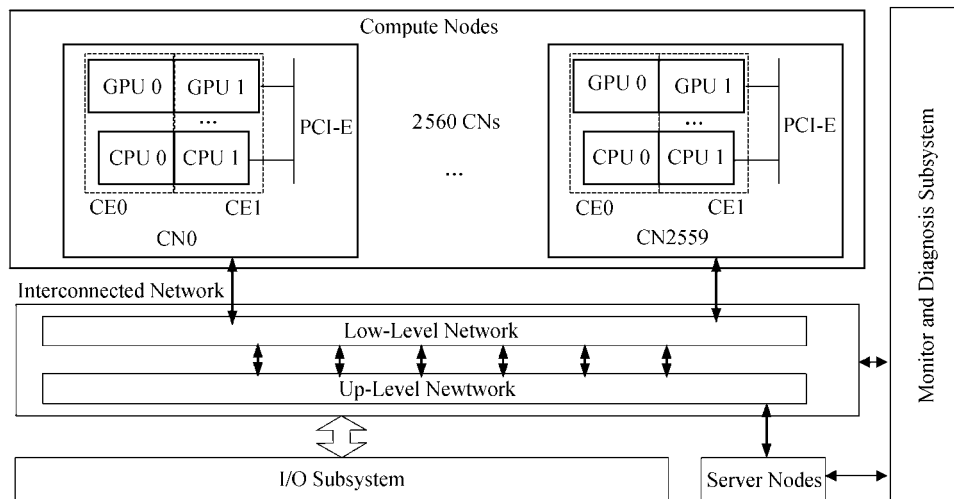 Compute Nodes
GPU 0 GPU 1
...
CPU 0 CPU 1
PCI-E
CE0 CE1
CN0
2560 CNs
...
GPU 0 GPU 1
...
CPU 0 CPU 1
PCI-E
CE0 CE1
CN2559
Interconnected Network
Low-Level Network
Up-Level Newtwork
I/O Subsystem
Server Nodes
Monitor and Diagnosis Subsystem